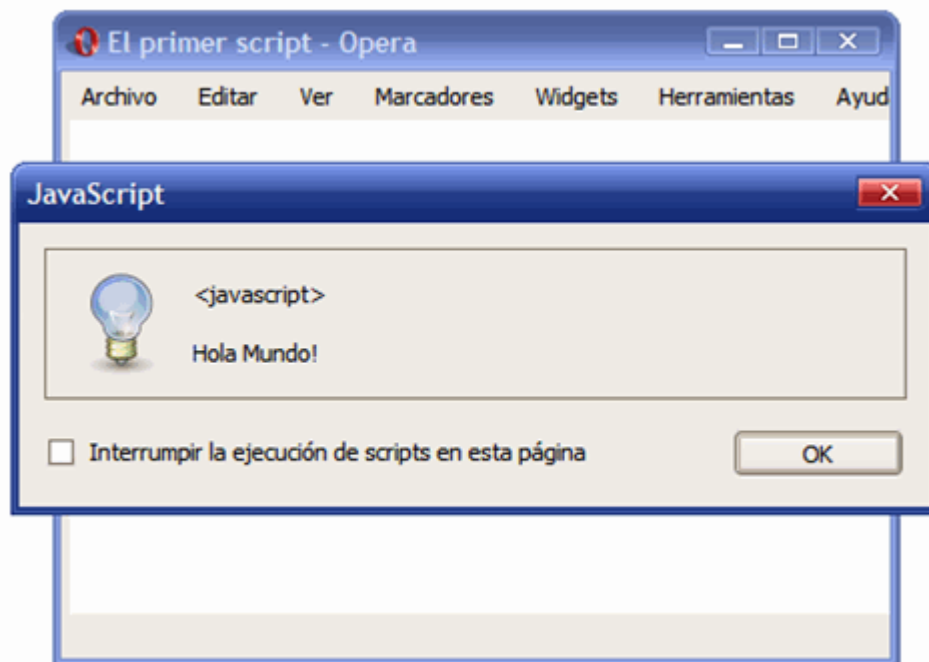 El primer script - Opera
Archivo Editar Ver Marcadores Widgets Herramientas Ayud
JavaScript
<javascript>
Hola Mundo!
Interrumpir la ejecución de scripts en esta página OK